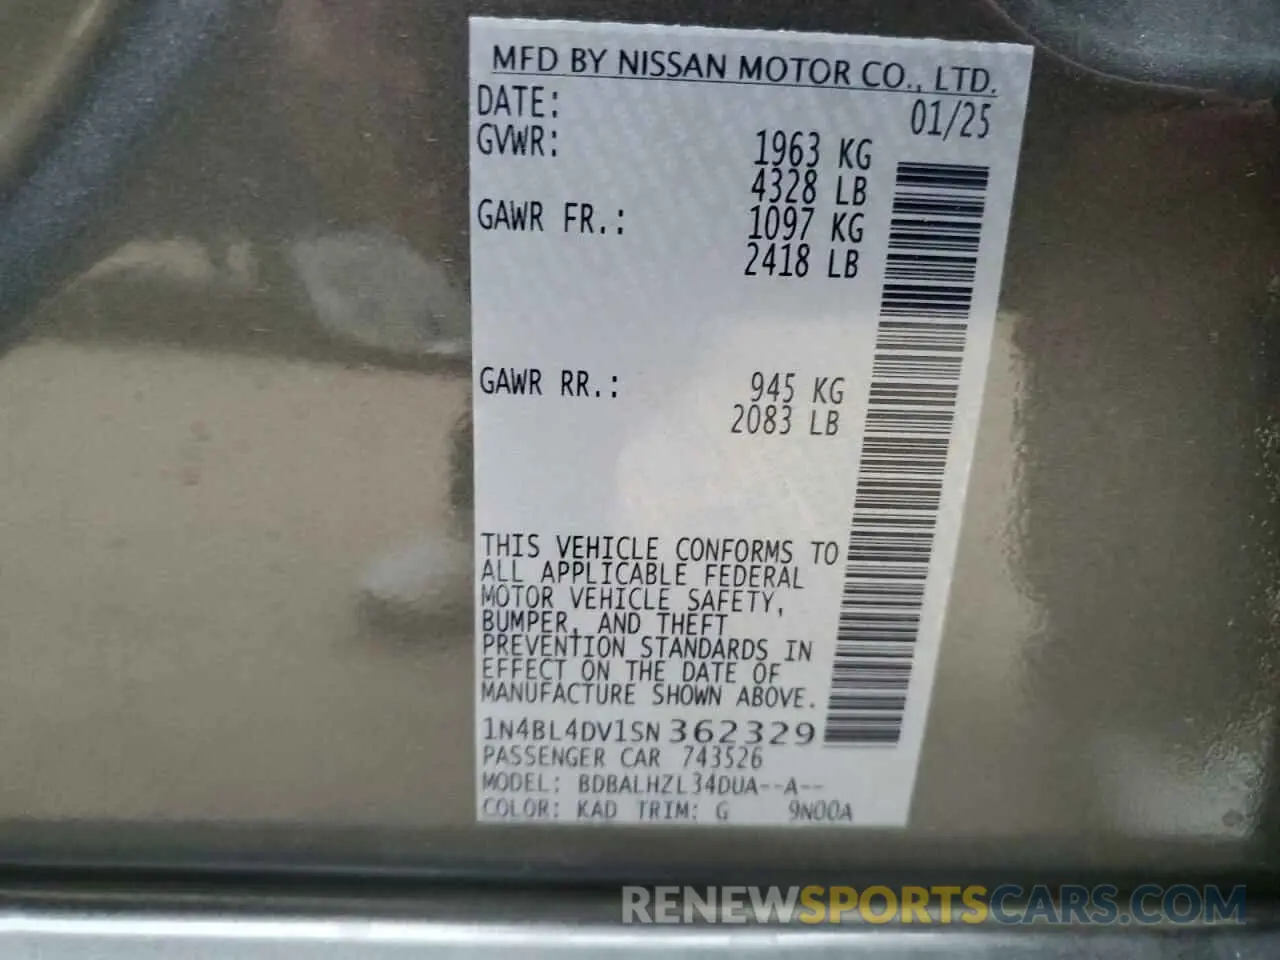 MFD BY NISSAN MOTOR CO., LTD.
DATE: 01/25
GVWR: 1963 KG
4328 LB
GAWR FR.: 1097 KG
2418 LB
GAWR RR.: 945 KG
2083 LB
THIS VEHICLE CONFORMS TO
ALL APPLICABLE FEDERAL
MOTOR VEHICLE SAFETY,
BUMPER, AND THEFT
PREVENTION STANDARDS IN
EFFECT ON THE DATE OF
MANUFACTURE SHOWN ABOVE.
1N4BL4DV1SN362329
PASSENGER CAR 743526
MODEL: BDBALHZL34DUA--A--
COLOR: KAD TRIM: G 9N00A
RENEWSPORTSCARS.COM